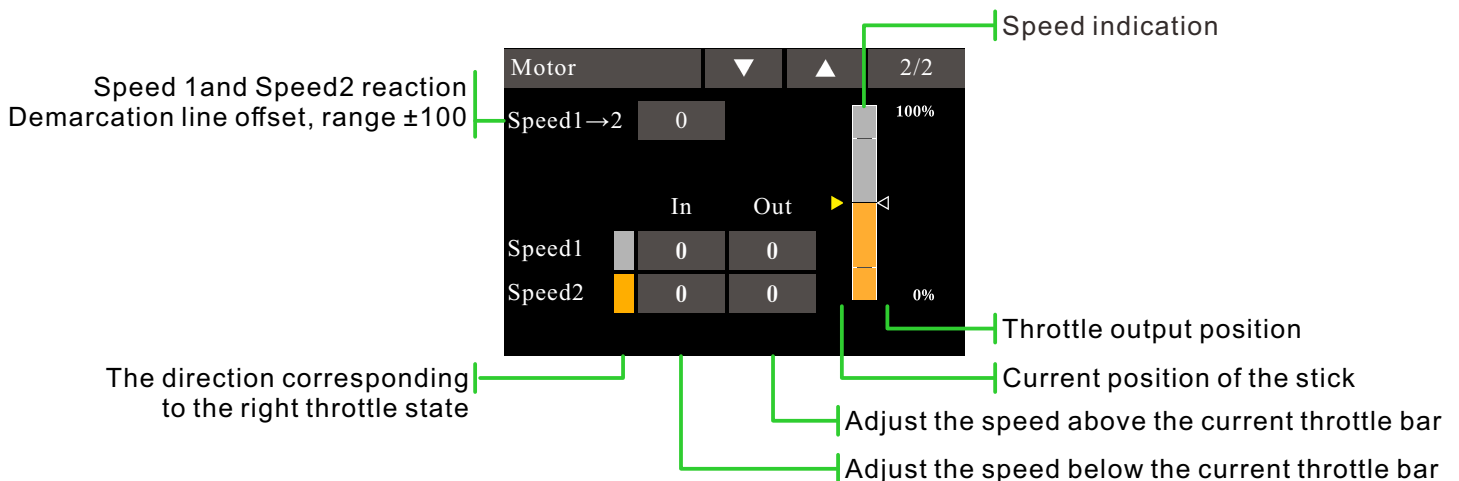 Speed indication
Motor ▼ ▲ 2/2
Speed 1and Speed2 reaction
Demarcation line offset, range ±100
Speed1→2 0
100%
In Out
Speed1 0 0
Speed2 0 0
0%
Throttle output position
The direction corresponding
to the right throttle state
Current position of the stick
Adjust the speed above the current throttle bar
Adjust the speed below the current throttle bar